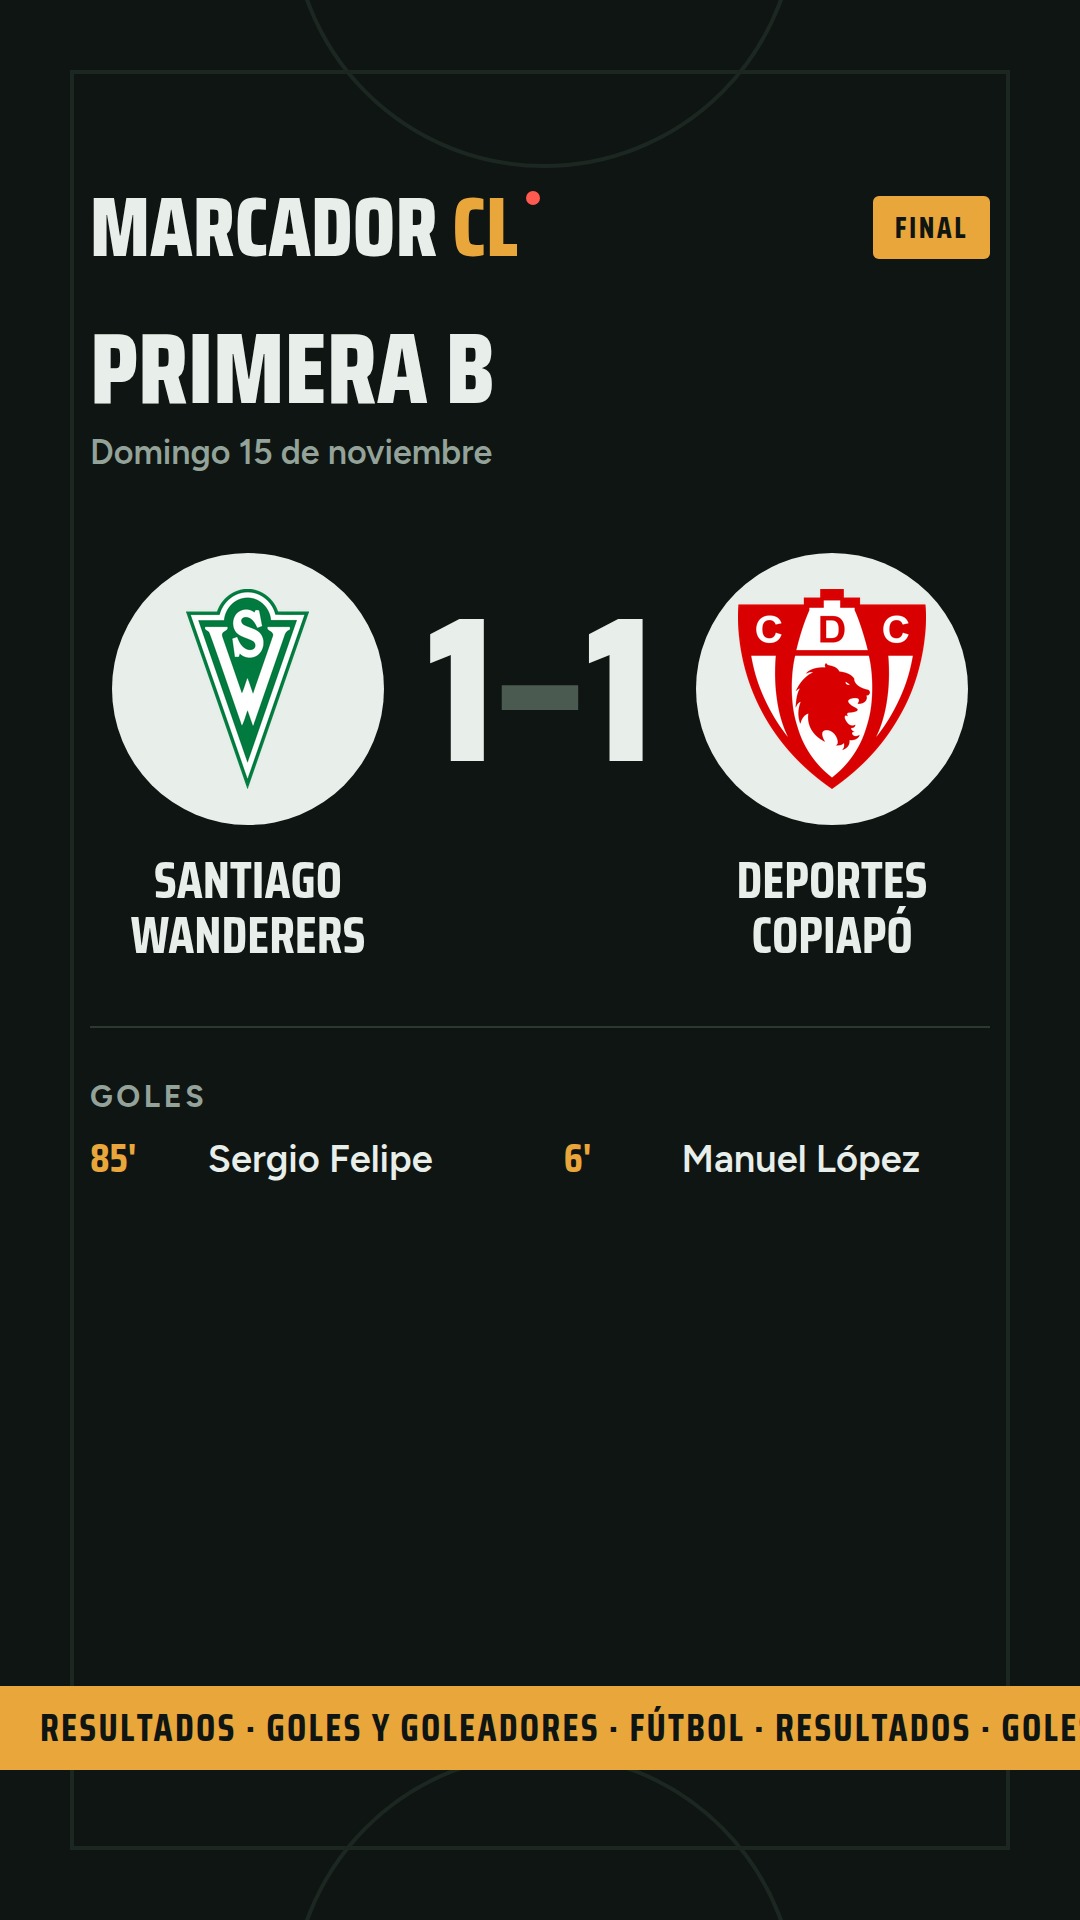 MARCADOR CL
FINAL
PRIMERA B
Domingo 15 de noviembre
S
W
1-1
C D C
SANTIAGO
WANDERERS
DEPORTES
COPIAPÓ
GOLES
85' Sergio Felipe
6' Manuel López
RESULTADOS · GOLES Y GOLEADORES · FÚTBOL · RESULTADOS · GOLES